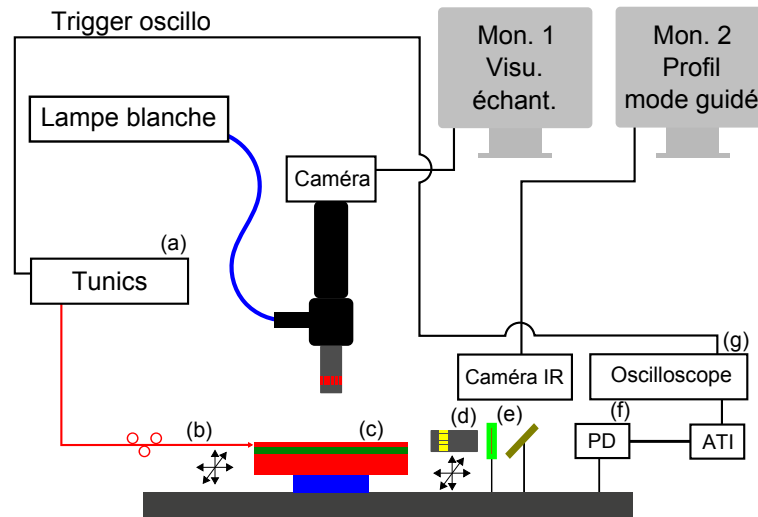 Trigger oscillo
Mon. 1
Visu.
échant.
Mon. 2
Profil
mode guidé
Lampe blanche
Caméra
(a)
Tunics
(g)
Caméra IR
Oscilloscope
(b)
(c)
(d)
(e)
(f)
PD
ATI